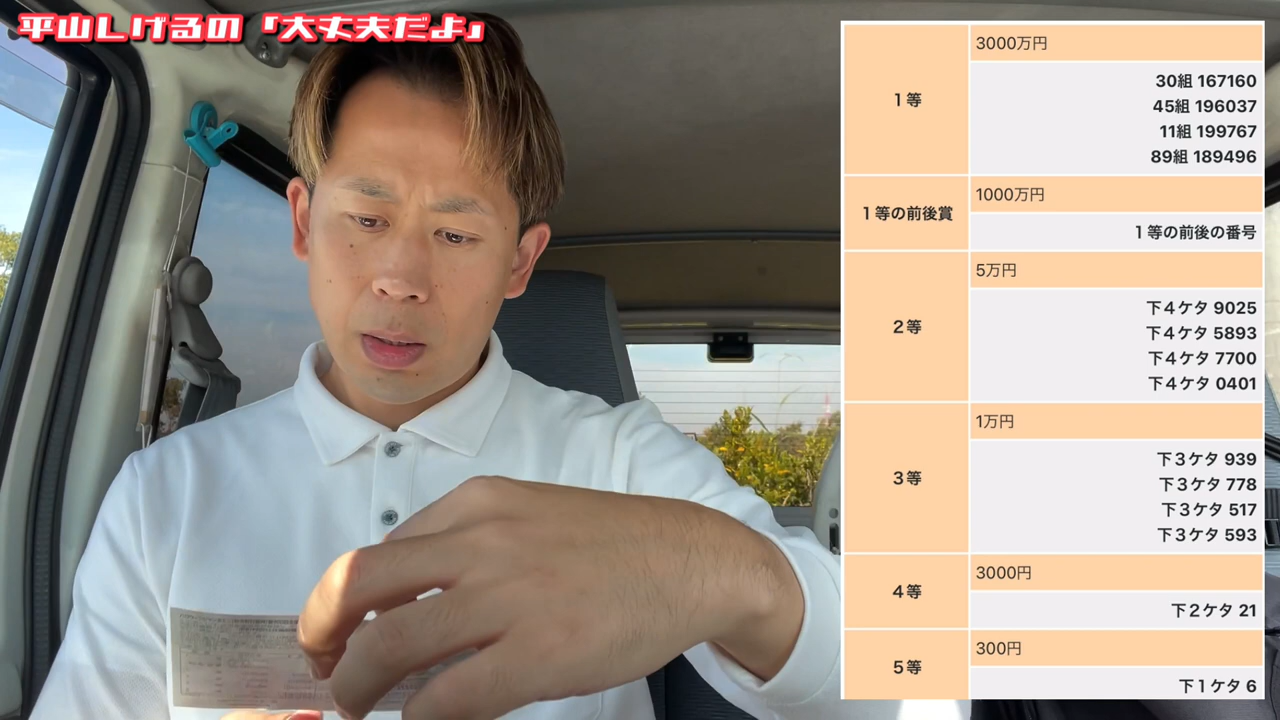 平山しげるの「大丈夫だよ」
１等
3000万円
30組 167160
45組 196037
11組 199767
89組 189496
１等の前後賞
1000万円
１等の前後の番号
２等
5万円
下４ケタ 9025
下４ケタ 5893
下４ケタ 7700
下４ケタ 0401
３等
1万円
下３ケタ 939
下３ケタ 778
下３ケタ 517
下３ケタ 593
４等
3000円
下２ケタ 21
５等
300円
下１ケタ 6